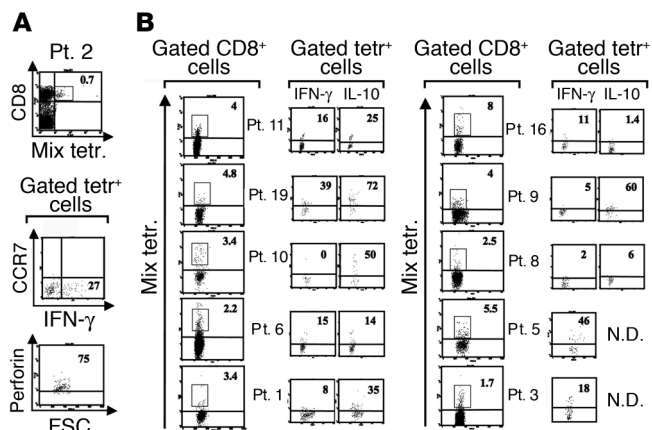 A
B
Pt. 2
0.7
CD8
Mix tetr.
Gated tetr+
cells
27
CCR7
IFN-γ
75
Perforin
FSC
Gated CD8+
cells
Gated tetr+
cells
IFN-γ IL-10
Mix tetr.
4 Pt. 11 16 25
4.8 Pt. 19 39 72
3.4 Pt. 10 0 50
2.2 Pt. 6 15 14
3.4 Pt. 1 8 35
Gated CD8+
cells
Gated tetr+
cells
IFN-γ IL-10
Mix tetr.
8 Pt. 16 11 1.4
4 Pt. 9 5 60
2.5 Pt. 8 2 6
5.5 Pt. 5 46 N.D.
1.7 Pt. 3 18 N.D.